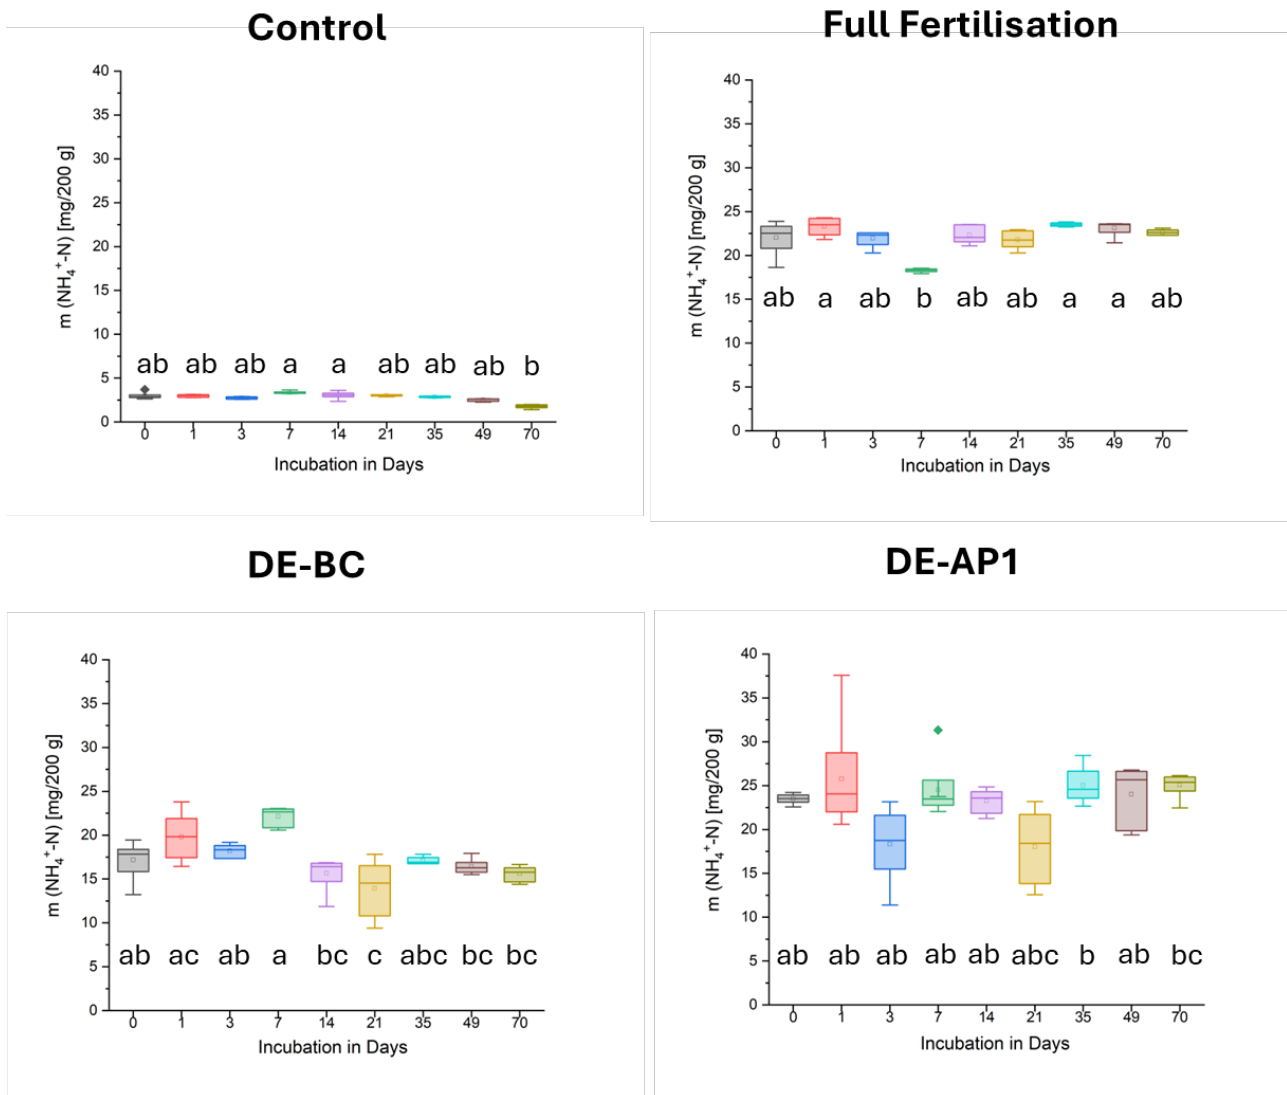 Control
40
35
30
25
20
15
10
5
0
m (NH₄⁺-N) [mg/200 g]
ab ab ab a a ab ab ab b
0 1 3 7 14 21 35 49 70
Incubation in Days
Full Fertilisation
40
35
30
25
20
15
10
5
0
m (NH₄⁺-N) [mg/200 g]
ab a ab b ab ab a a ab
0 1 3 7 14 21 35 49 70
Incubation in Days
DE-BC
40
35
30
25
20
15
10
5
0
m (NH₄⁺-N) [mg/200 g]
ab ac ab a bc c abc bc bc
0 1 3 7 14 21 35 49 70
Incubation in Days
DE-AP1
40
35
30
25
20
15
10
5
0
m (NH₄⁺-N) [mg/200 g]
ab ab ab ab ab abc b ab bc
0 1 3 7 14 21 35 49 70
Incubation in Days